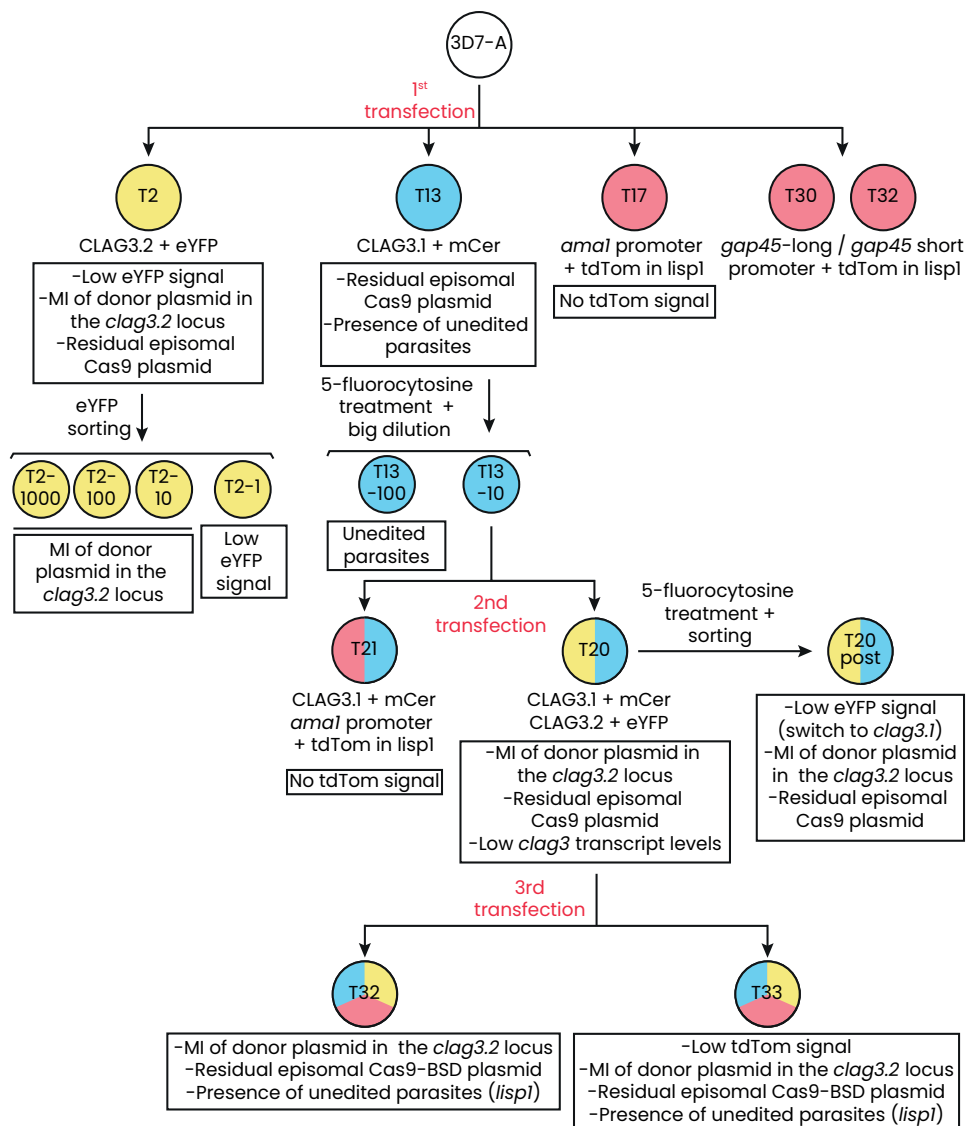 3D7-A
1st
transfection
T2
T13
T17
T30
T32
CLAG3.2 + eYFP
-Low eYFP signal
-MI of donor plasmid in
the clag3.2 locus
-Residual episomal
Cas9 plasmid
CLAG3.1 + mCer
-Residual episomal
Cas9 plasmid
-Presence of unedited
parasites
ama1 promoter
+ tdTom in lisp1
No tdTom signal
gap45-long / gap45 short
promoter + tdTom in lisp1
eYFP
sorting
5-fluorocytosine
treatment +
big dilution
T2-
1000
T2-
100
T2-
10
T2-1
MI of donor
plasmid in the
clag3.2 locus
Low
eYFP
signal
T13
-100
T13
-10
Unedited
parasites
2nd
transfection
T21
T20
5-fluorocytosine
treatment +
sorting
T20
post
CLAG3.1 + mCer
ama1 promoter
+ tdTom in lisp1
No tdTom signal
CLAG3.1 + mCer
CLAG3.2 + eYFP
-MI of donor plasmid in
the clag3.2 locus
-Residual episomal
Cas9 plasmid
-Low clag3 transcript levels
-Low eYFP signal
(switch to clag3.1)
-MI of donor plasmid
in the clag3.2 locus
-Residual episomal
Cas9 plasmid
3rd
transfection
T32
T33
-MI of donor plasmid in the clag3.2 locus
-Residual episomal Cas9-BSD plasmid
-Presence of unedited parasites (lisp1)
-Low tdTom signal
-MI of donor plasmid in the clag3.2 locus
-Residual episomal Cas9-BSD plasmid
-Presence of unedited parasites (lisp1)